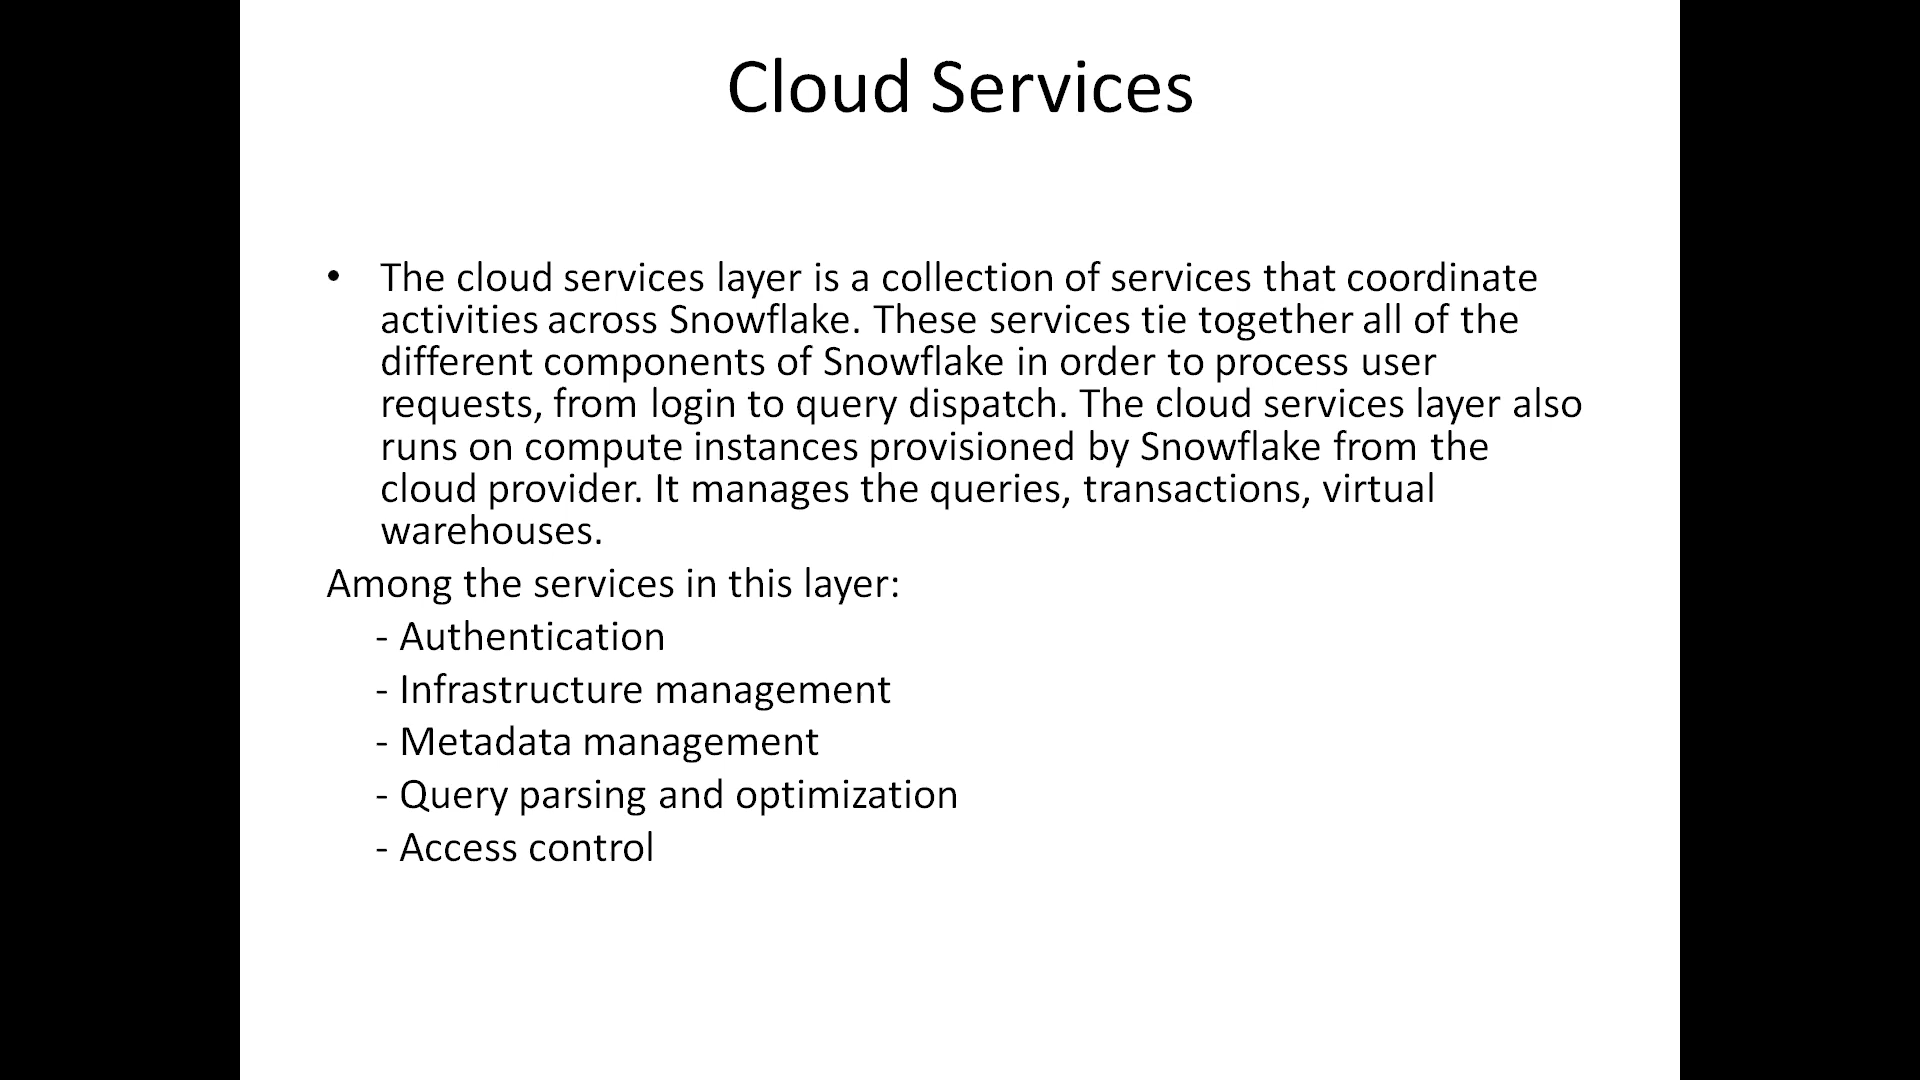 Cloud Services
• The cloud services layer is a collection of services that coordinate
activities across Snowflake. These services tie together all of the
different components of Snowflake in order to process user
requests, from login to query dispatch. The cloud services layer also
runs on compute instances provisioned by Snowflake from the
cloud provider. It manages the queries, transactions, virtual
warehouses.
Among the services in this layer:
- Authentication
- Infrastructure management
- Metadata management
- Query parsing and optimization
- Access control